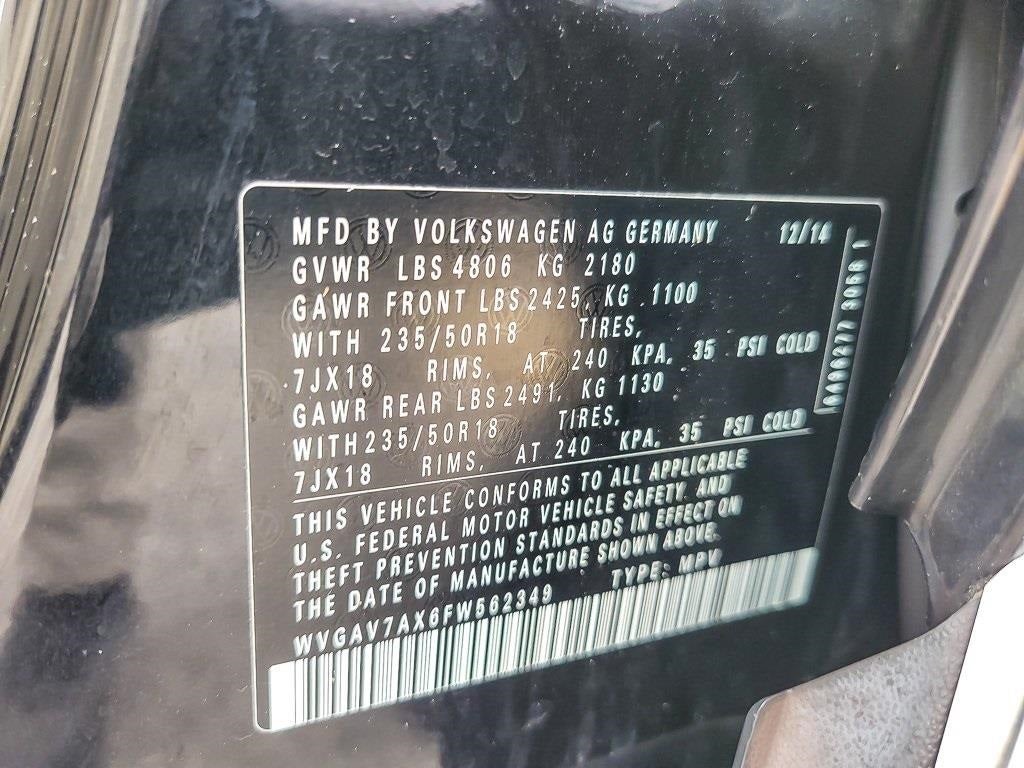 MFD BY VOLKSWAGEN AG GERMANY 12/14
GVWR LBS 4806 KG 2180
GAWR FRONT LBS 2425 KG 1100
WITH 235/50R18 TIRES,
7JX18 RIMS, AT 240 KPA, 35 PSI COLD
GAWR REAR LBS 2491, KG 1130
WITH 235/50R18 TIRES,
7JX18 RIMS, AT 240 KPA, 35 PSI COLD
THIS VEHICLE CONFORMS TO ALL APPLICABLE
U.S. FEDERAL MOTOR VEHICLE SAFETY AND
THEFT PREVENTION STANDARDS IN EFFECT ON
THE DATE OF MANUFACTURE SHOWN ABOVE.
WVGAV7AX6FW562349 TYPE: MPV